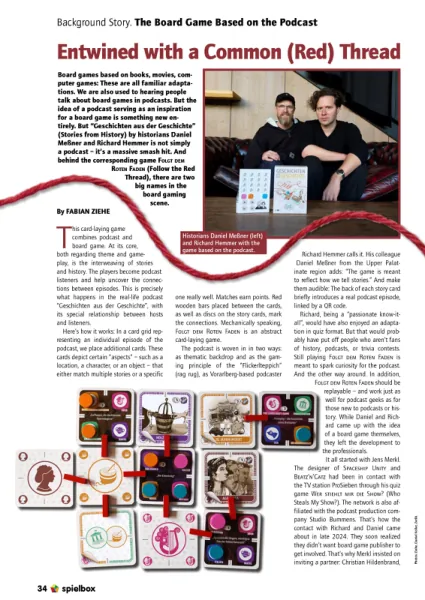 Background Story. The Board Game Based on the Podcast
Entwined with a Common (Red) Thread
Board games based on books, movies, com-
puter games: These are all familiar adapta-
tions. We are also used to hearing people
talk about board games in podcasts. But the
idea of a podcast serving as an inspiration
for a board game is something new en-
tirely. But "Geschichten aus der Geschichte"
(Stories from History) by historians Daniel
Meßner and Richard Hemmer is not simply
a podcast – it's a massive smash hit. And
behind the corresponding game Folgt dem
Roten Faden (Follow the Red
Thread), there are two
big names in the
board gaming
scene.
By FABIAN ZIEHE
Historians Daniel Meßner (left)
and Richard Hemmer with the
game based on the podcast.
This card-laying game
combines podcast and
board game. At its core,
both regarding theme and game-
play, is the interweaving of stories
and history. The players become podcast
listeners and help uncover the connec-
tions between episodes. This is precisely
what happens in the real-life podcast
"Geschichten aus der Geschichte", with
its special relationship between hosts
and listeners.
Here's how it works: In a card grid rep-
resenting an individual episode of the
podcast, we place additional cards. These
cards depict certain "aspects" – such as a
location, a character, or an object – that
either match multiple stories or a specific
one really well. Matches earn points. Red
wooden bars placed between the cards,
as well as discs on the story cards, mark
the connections. Mechanically speaking,
Folgt dem Roten Faden is an abstract
card-laying game.
The podcast is woven in in two ways:
as thematic backdrop and as the gam-
ing principle of the "Flickerlteppich"
(rag rug), as Vorarlberg-based podcaster
Richard Hemmer calls it. His colleague
Daniel Meßner from the Upper Palat-
inate region adds: "The game is meant
to reflect how we tell stories." And make
them audible: The back of each story card
briefly introduces a real podcast episode,
linked by a QR code.
Richard, being a "passionate know-it-
all", would have also enjoyed an adapta-
tion in quiz format. But that would prob-
ably have put off people who aren't fans
of history, podcasts, or trivia contests.
Still playing Folgt dem Roten Faden is
meant to spark curiosity for the podcast.
And the other way around. In addition,
Folgt dem Roten Faden should be
replayable – and work just as
well for podcast geeks as for
those new to podcasts or his-
tory. While Daniel and Rich-
ard came up with the idea
of a board game themselves,
they left the development to
the professionals.
It all started with Jens Merkl.
The designer of Spaceship Unity and
Beatz'n'Catz had been in contact with
the TV station ProSieben through his quiz
game Wer stiehlt mir die Show? (Who
Steals My Show?). The network is also af-
filiated with the podcast production com-
pany Studio Bummens. That's how the
contact with Richard and Daniel came
about in late 2024. They soon realized
they didn't want board game publisher to
get involved. That's why Merkl insisted on
inviting a partner: Christian Hildenbrand,
34 spielbox